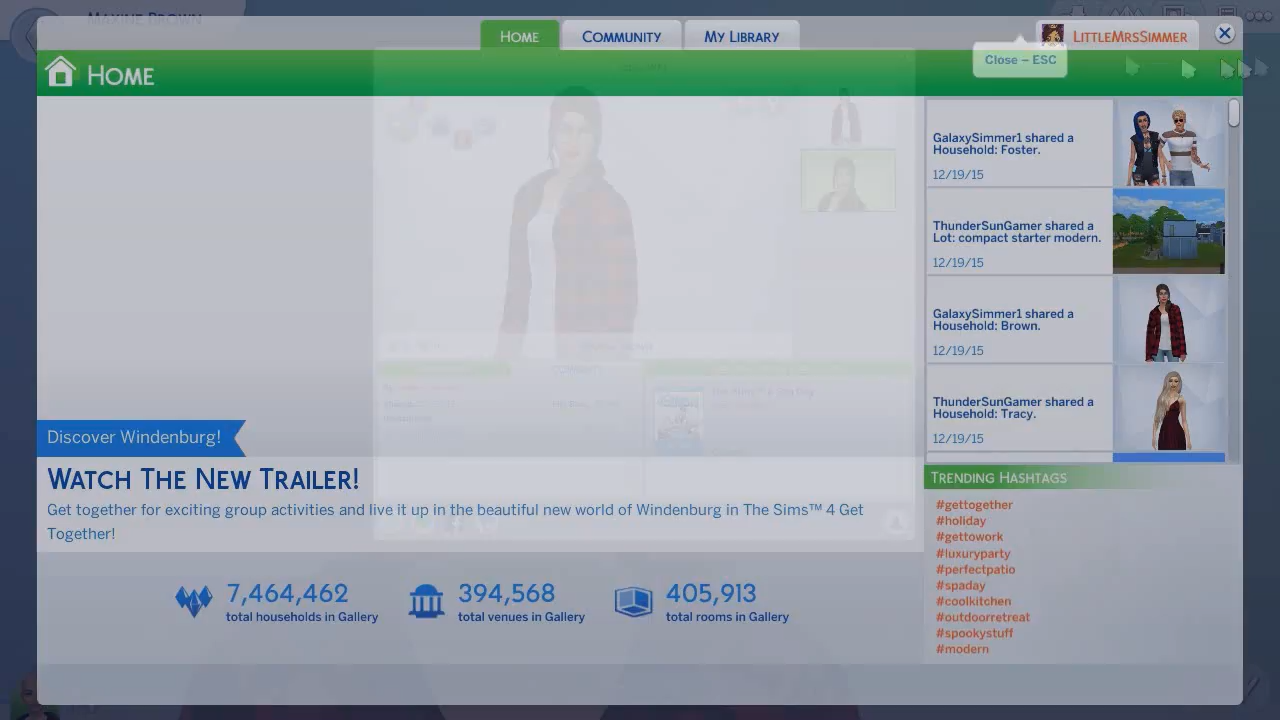 MAXINE BROWN
HOME
COMMUNITY
MY LIBRARY
LITTLEMRSSIMMER
Close – ESC
HOME
GalaxySimmer1 shared a
Household: Foster.
12/19/15
ThunderSunGamer shared a
Lot: compact starter modern.
12/19/15
GalaxySimmer1 shared a
Household: Brown.
12/19/15
ThunderSunGamer shared a
Household: Tracy.
12/19/15
Discover Windenburg!
WATCH THE NEW TRAILER!
Get together for exciting group activities and live it up in the beautiful new world of Windenburg in The Sims™ 4 Get
Together!
7,464,462
total households in Gallery
394,568
total venues in Gallery
405,913
total rooms in Gallery
TRENDING HASHTAGS
#gettogether
#holiday
#gettowork
#luxuryparty
#perfectpatio
#spaday
#coolkitchen
#outdoorretreat
#spookystuff
#modern